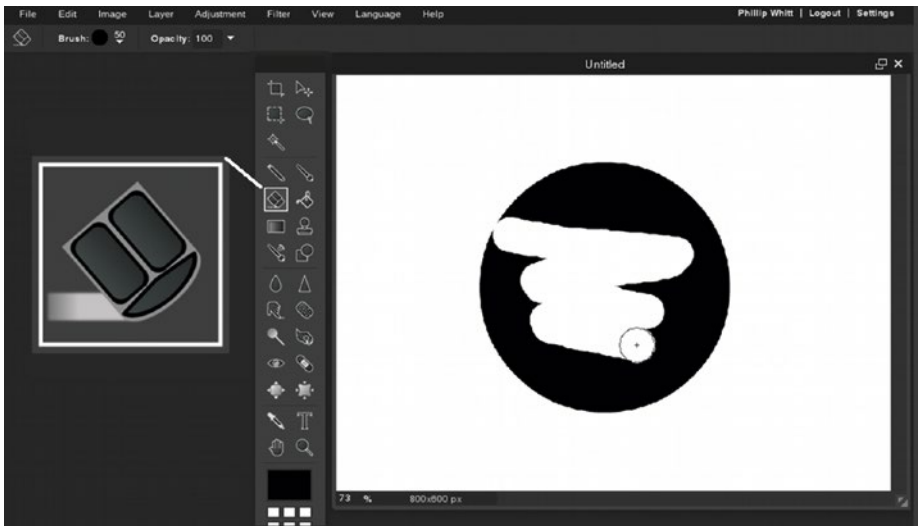 File Edit Image Layer Adjustment Filter View Language Help Phillip Whitt | Logout | Settings
Brush: 50 Opacity: 100
Untitled
73 % 800x600 px